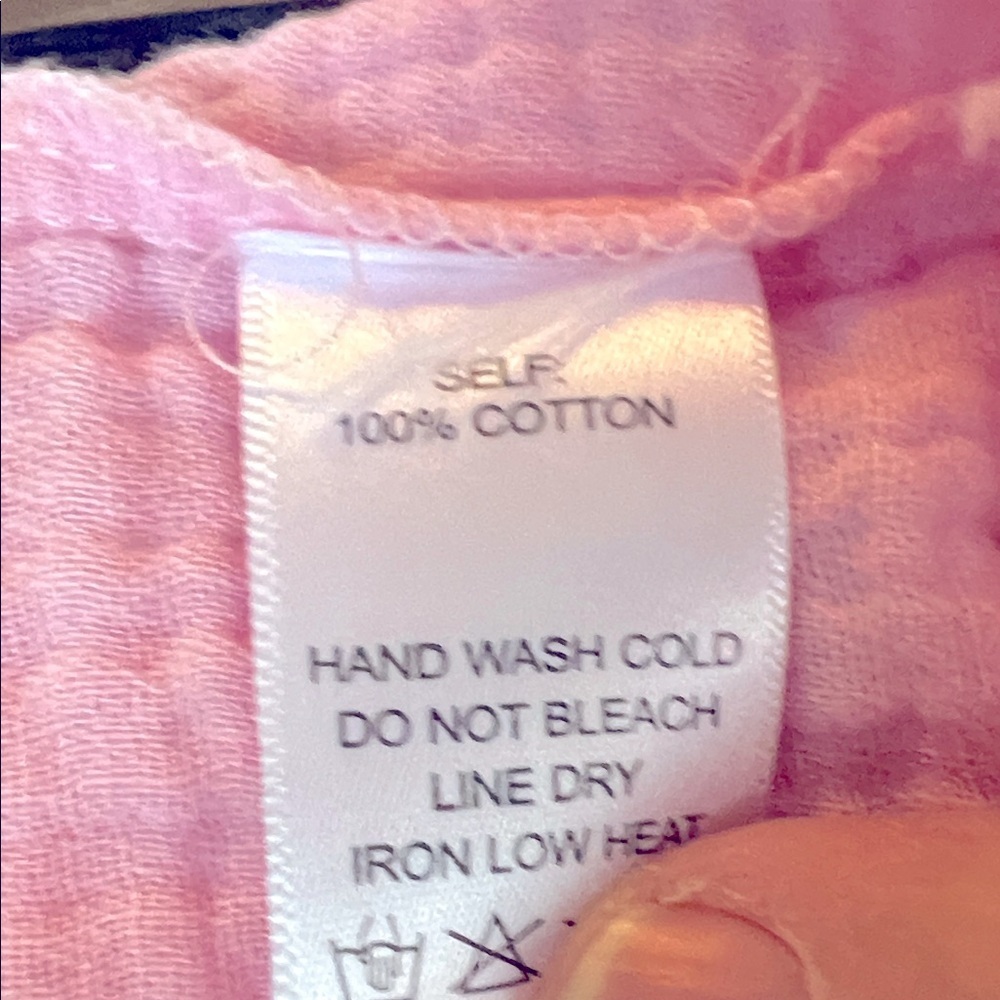 SELF:
100% COTTON
HAND WASH COLD
DO NOT BLEACH
LINE DRY
IRON LOW HEAT